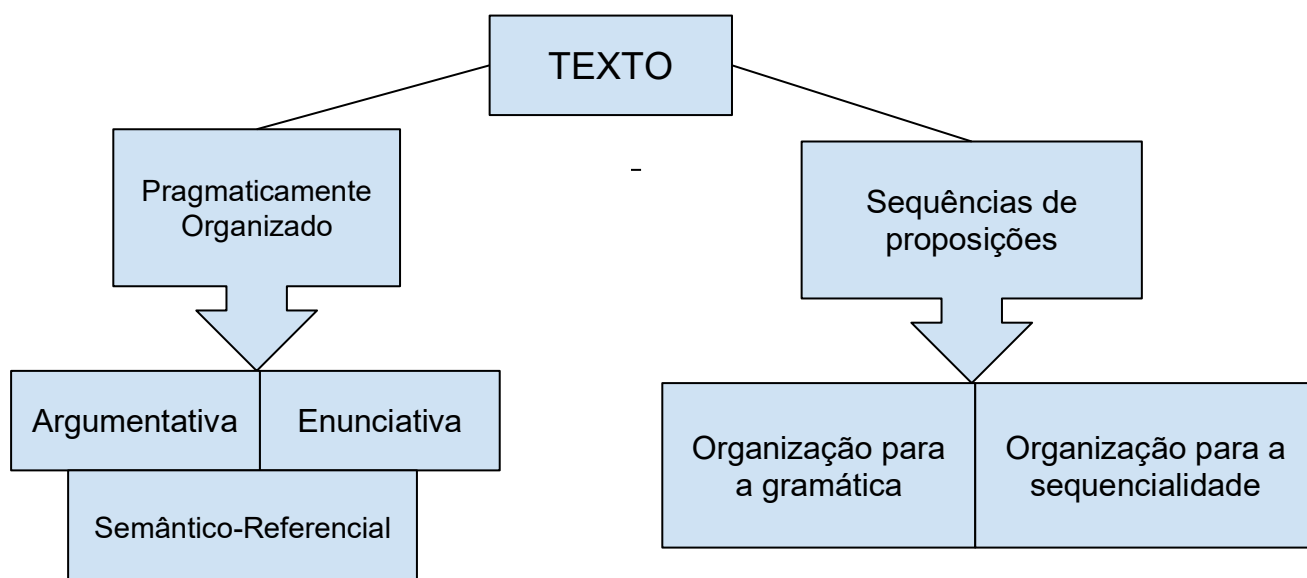 TEXTO
Pragmaticamente
Organizado
Sequências de
proposições
Argumentativa
Enunciativa
Semântico-Referencial
Organização para
a gramática
Organização para a
sequencialidade